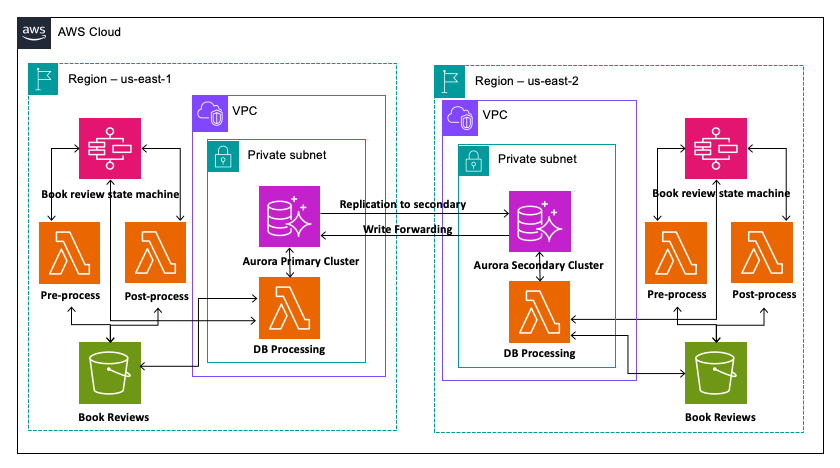 aws
AWS Cloud
Region – us-east-1
VPC
Private subnet
Book review state machine
Aurora Primary Cluster
Pre-process
Post-process
DB Processing
Book Reviews
Replication to secondary
Write Forwarding
Region – us-east-2
VPC
Private subnet
Book review state machine
Aurora Secondary Cluster
Pre-process
Post-process
DB Processing
Book Reviews